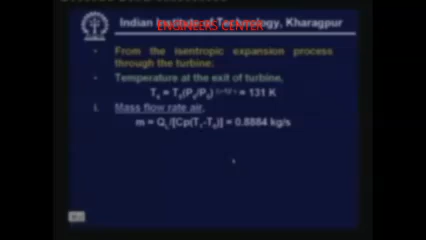 Indian Institute of Technology, Kharagpur
ENGINEERS CENTER
• From the isentropic expansion process
through the turbine:
• Temperature at the exit of turbine,
= 131 K
i. Mass flow rate air,
= 0.8884 kg/s